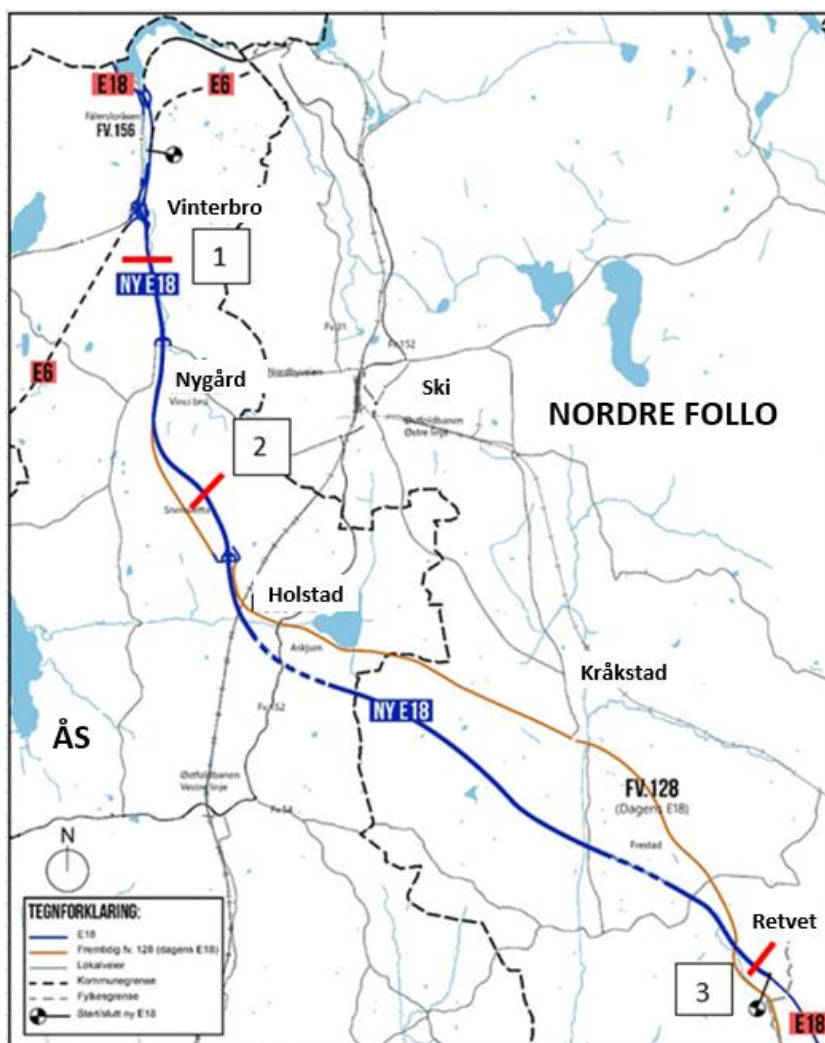 E18
E6
FV.156
Vinterbro
1
NY E18
Fv.152
E6
Nygård
Nordbyveien
Ski
Vinci bru
Østfoldbanen
Østre linje
NORDRE FOLLO
2
Holstad
Askjum
Kråkstad
NY E18
ÅS
Fv.152
Østfoldbanen
Vestre linje
FV.128
(Dagens E18)
Fv.54
Frestad
N
Retvet
TEGNFORKLARING:
E18
Fremtidig fv. 128 (dagens E18)
Lokalveier
Kommunegrense
Fylkesgrense
Start/slutt ny E18
3
E18